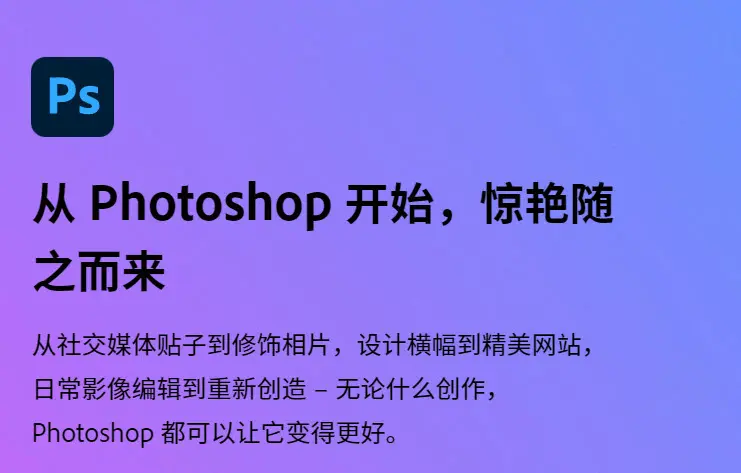 Ps
从 Photoshop 开始，惊艳随
之而来
从社交媒体贴子到修饰相片，设计横幅到精美网站，
日常影像编辑到重新创造 – 无论什么创作，
Photoshop 都可以让它变得更好。